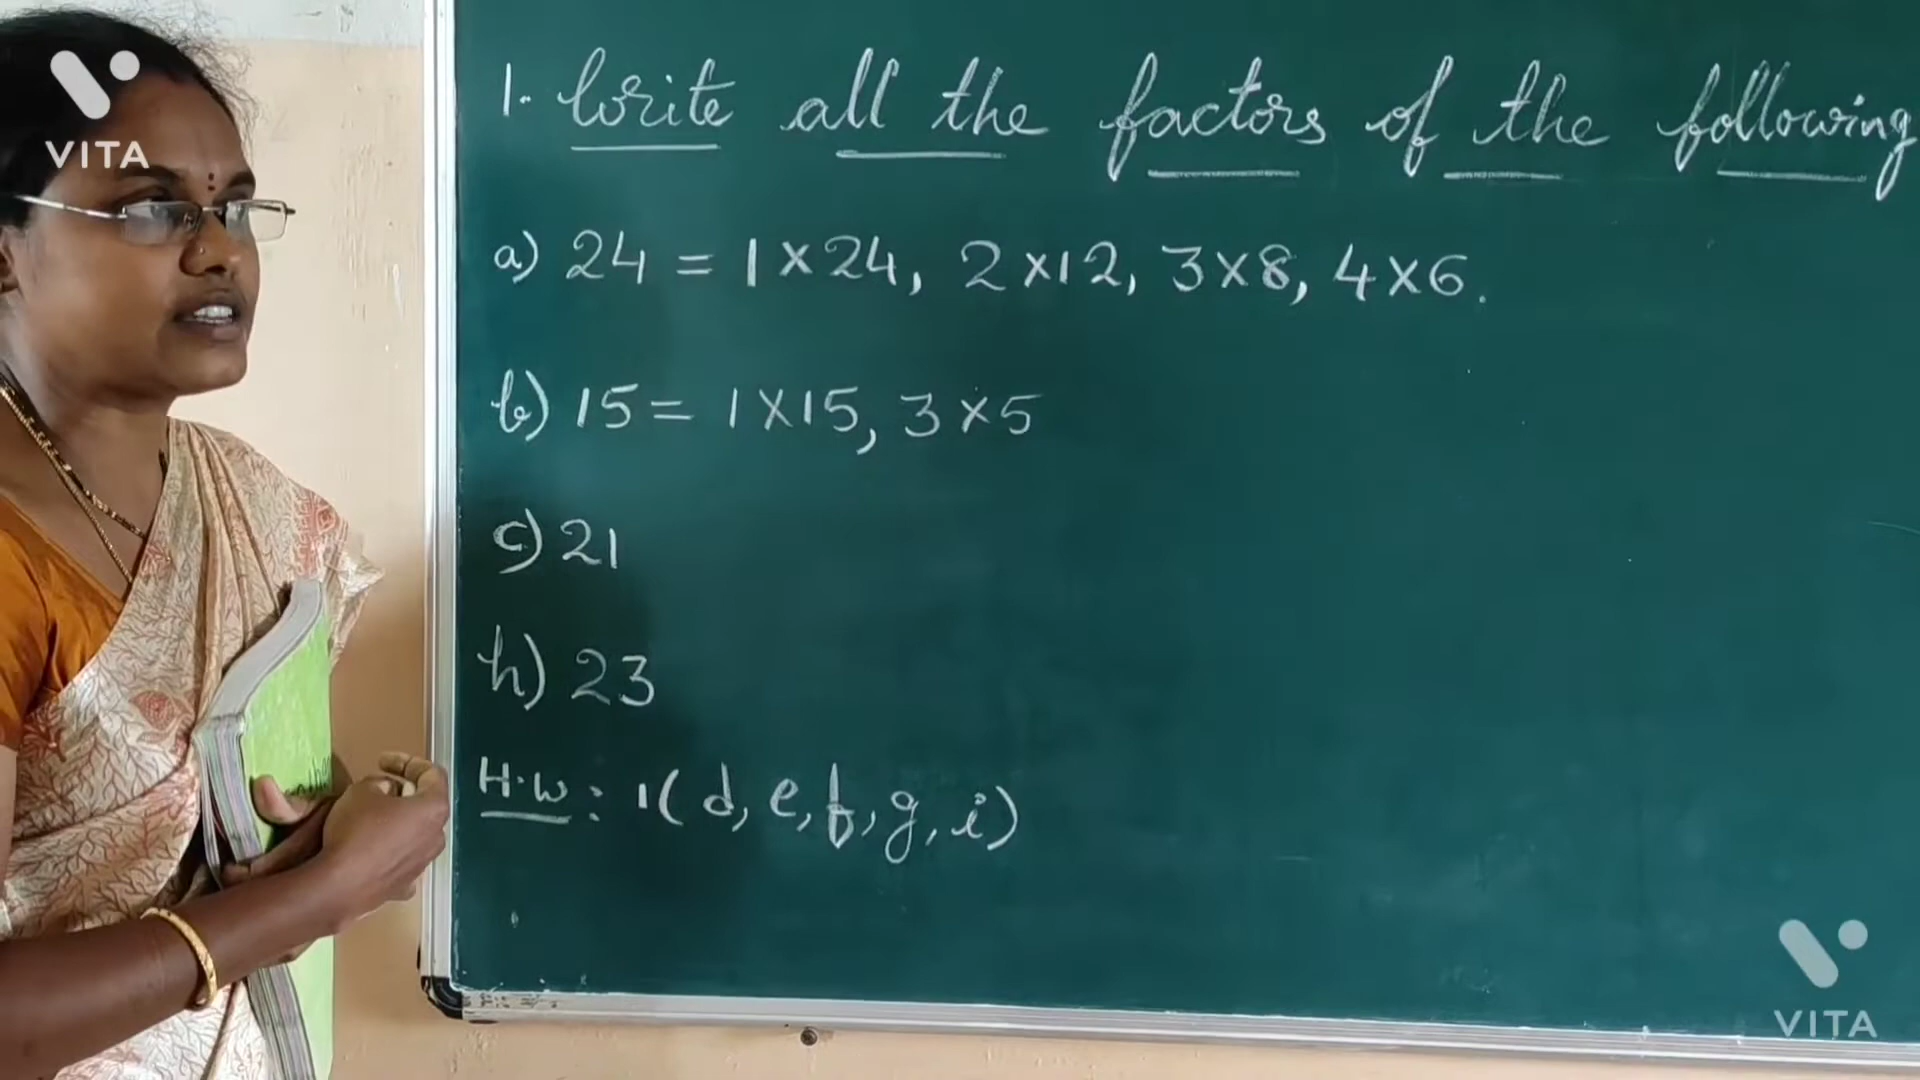 VITA
1. Write all the factors of the following
a) 24 = 1 × 24, 2 × 12, 3 × 8, 4 × 6.
b) 15 = 1 × 15, 3 × 5
c) 21
h) 23
H.W : 1( d, e, f, g, i)
VITA